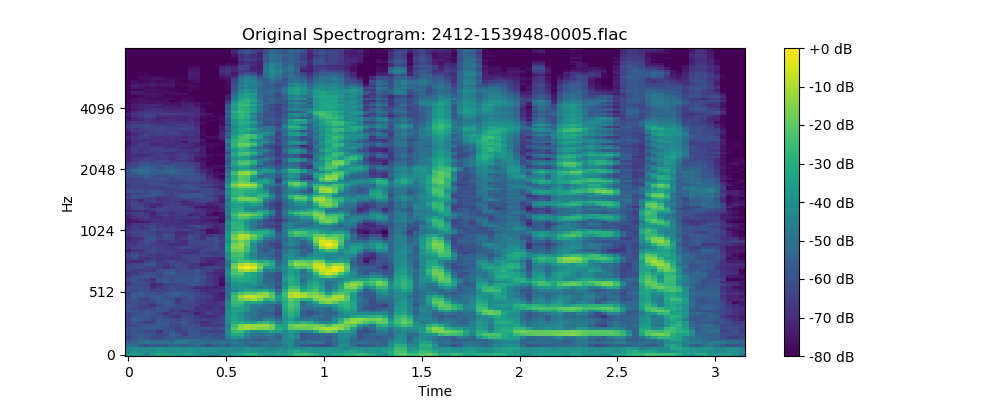 Original Spectrogram: 2412-153948-0005.flac
Hz
4096
2048
1024
512
0
0 0.5 1 1.5 2 2.5 3
Time
+0 dB
-10 dB
-20 dB
-30 dB
-40 dB
-50 dB
-60 dB
-70 dB
-80 dB